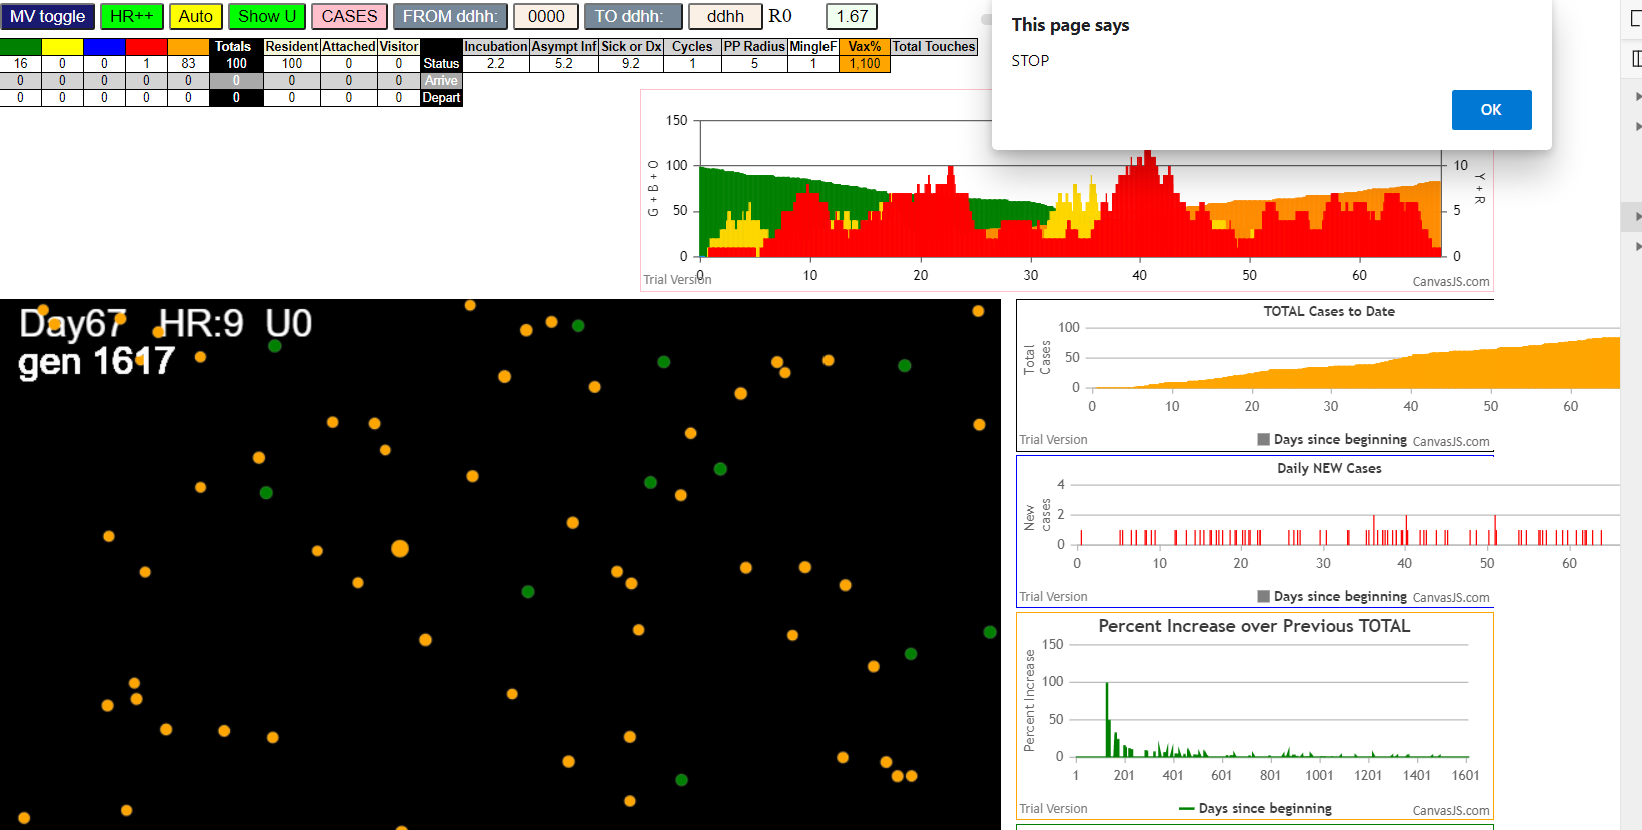 MV toggle HR++ Auto Show U CASES FROM ddhh: 0000 TO ddhh: ddhh R0 1.67
This page says
STOP
OK
Totals Resident Attached Visitor Incubation Asympt Inf Sick or Dx Cycles PP Radius MingleF Vax% Total Touches
16 0 0 1 83 100 100 0 0 Status 2.2 5.2 9.2 1 5 1 1,100
0 0 0 0 0 0 0 0 0 Arrive
0 0 0 0 0 0 0 0 0 Depart
G + B + O
150
100
50
0
10
5
0
Y + R
0 10 20 30 40 50 60
Trial Version CanvasJS.com
Day67 HR:9 U0
gen 1617
TOTAL Cases to Date
Total
Cases
100
50
0
0 10 20 30 40 50 60
Days since beginning
Trial Version CanvasJS.com
Daily NEW Cases
New
cases
4
2
0
0 10 20 30 40 50 60
Days since beginning
Trial Version CanvasJS.com
Percent Increase over Previous TOTAL
Percent Increase
150
100
50
0
1 201 401 601 801 1001 1201 1401 1601
Days since beginning
Trial Version CanvasJS.com